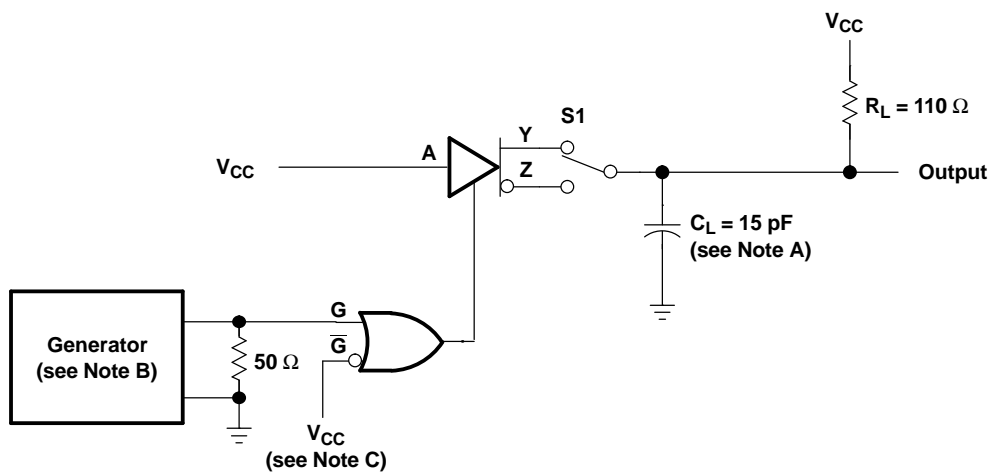 VCC
RL = 110 Ω
S1
Y
A
VCC
Z
Output
CL = 15 pF
(see Note A)
G
Generator
(see Note B)
G̅
50 Ω
VCC
(see Note C)